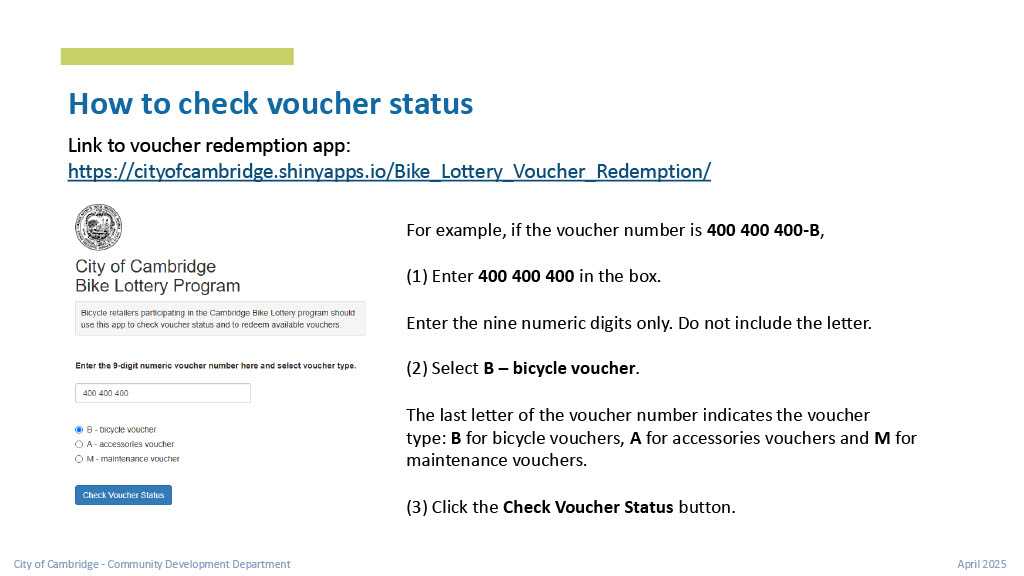 How to check voucher status
Link to voucher redemption app:
https://cityofcambridge.shinyapps.io/Bike_Lottery_Voucher_Redemption/
City of Cambridge
Bike Lottery Program
Bicycle retailers participating in the Cambridge Bike Lottery program should
use this app to check voucher status and to redeem available vouchers.
Enter the 9-digit numeric voucher number here and select voucher type.
400 400 400
B - bicycle voucher
A - accessories voucher
M - maintenance voucher
Check Voucher Status
For example, if the voucher number is 400 400 400-B,
(1) Enter 400 400 400 in the box.
Enter the nine numeric digits only. Do not include the letter.
(2) Select B – bicycle voucher.
The last letter of the voucher number indicates the voucher
type: B for bicycle vouchers, A for accessories vouchers and M for
maintenance vouchers.
(3) Click the Check Voucher Status button.
City of Cambridge - Community Development Department
April 2025